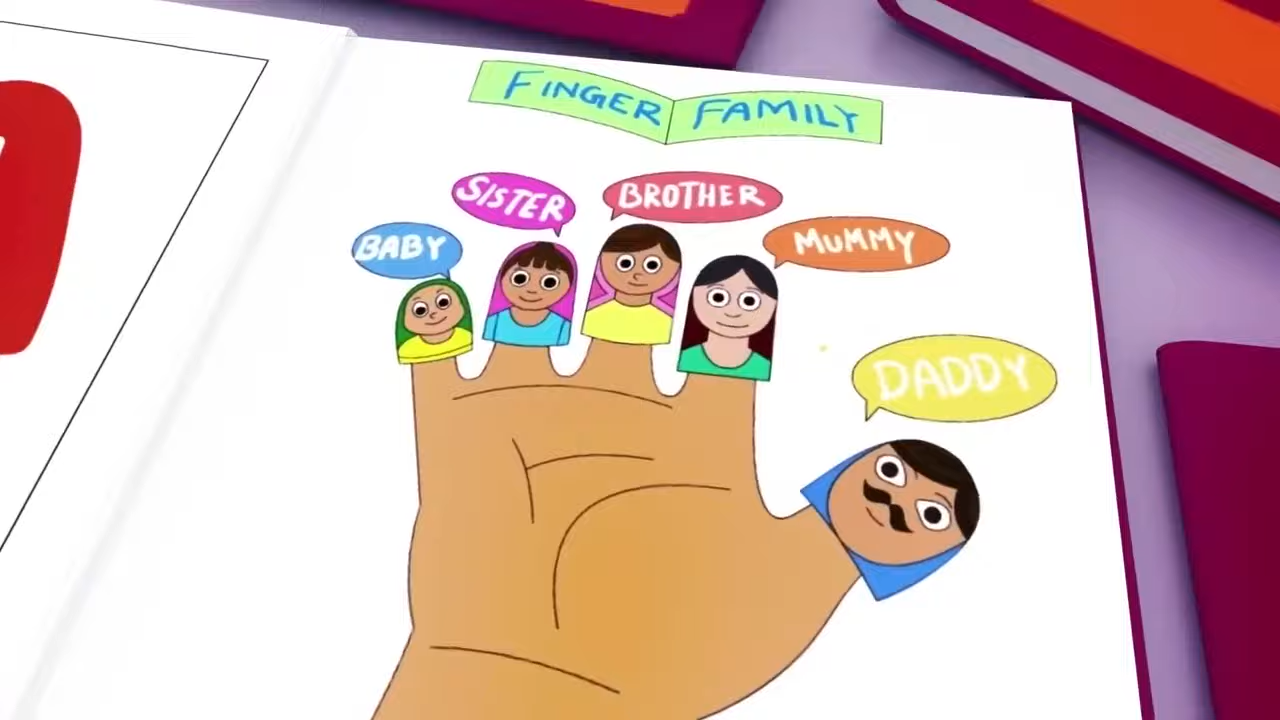 FINGER FAMILY
SISTER
BROTHER
BABY
MUMMY
DADDY